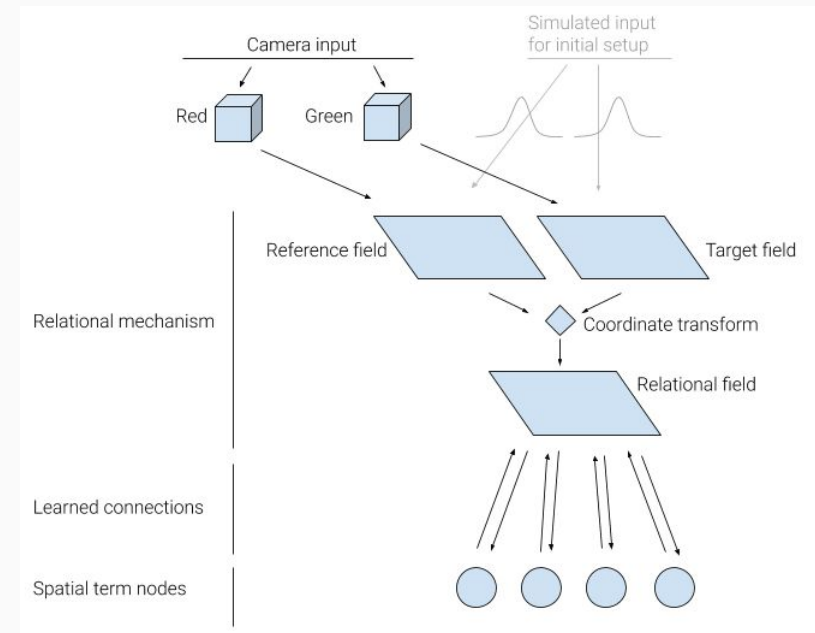 Simulated input
for initial setup
Camera input
Red
Green
Reference field
Target field
Relational mechanism
Coordinate transform
Relational field
Learned connections
Spatial term nodes